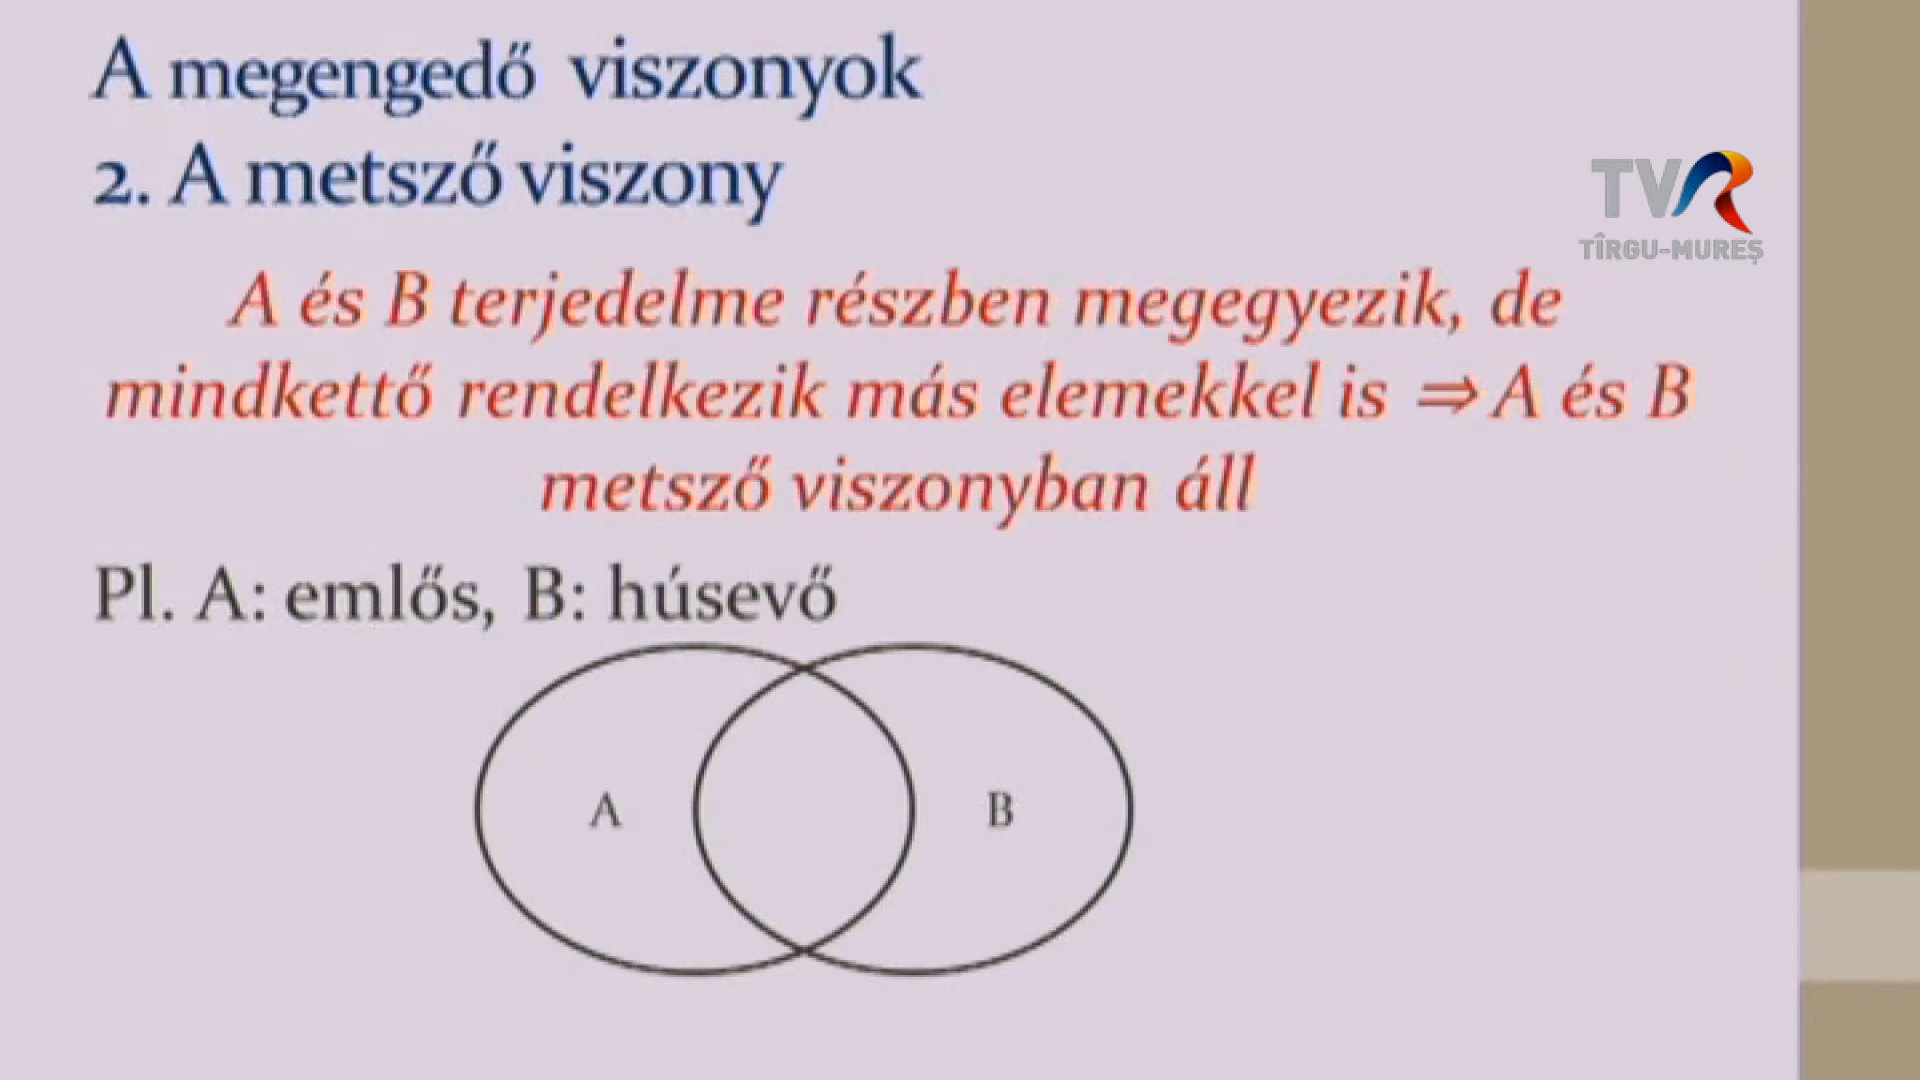 A megengedő viszonyok
2. A metsző viszony
TVR
TÎRGU-MUREȘ
A és B terjedelme részben megegyezik, de
mindkettő rendelkezik más elemekkel is ⇒ A és B
metsző viszonyban áll
Pl. A: emlős, B: húsevő
A
B